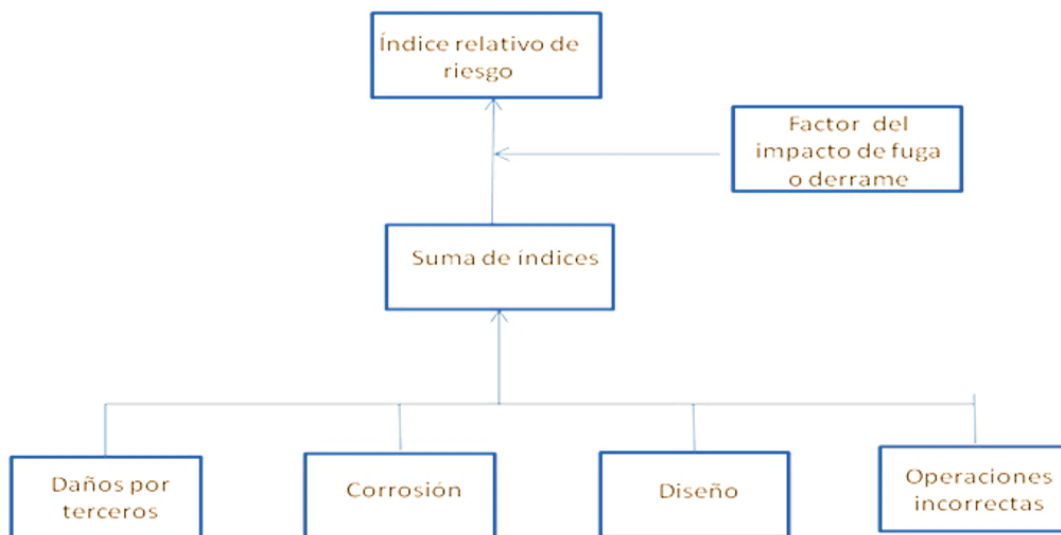 Índice relativo de
riesgo
Factor del
impacto de fuga
o derrame
Suma de índices
Daños por
terceros
Corrosión
Diseño
Operaciones
incorrectas